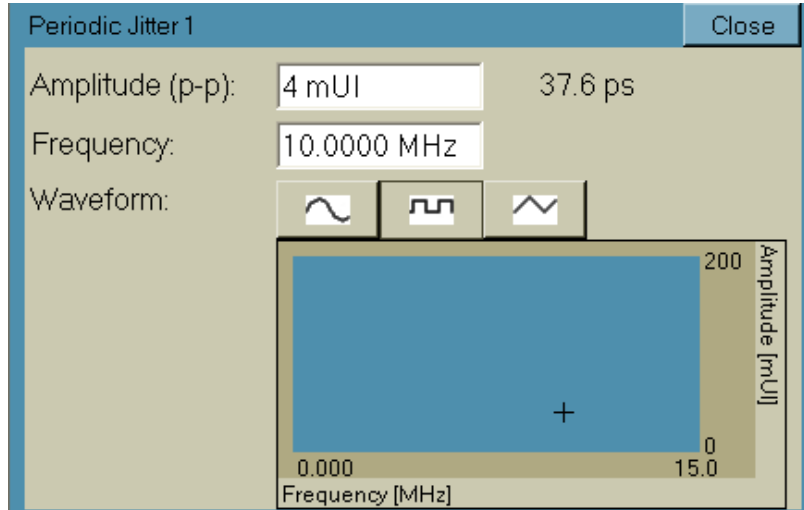 Periodic Jitter 1 Close
Amplitude (p-p): 4 mUI 37.6 ps
Frequency: 10.0000 MHz
Waveform:
200
Amplitude [mUI]
0
0.000 15.0
Frequency [MHz]